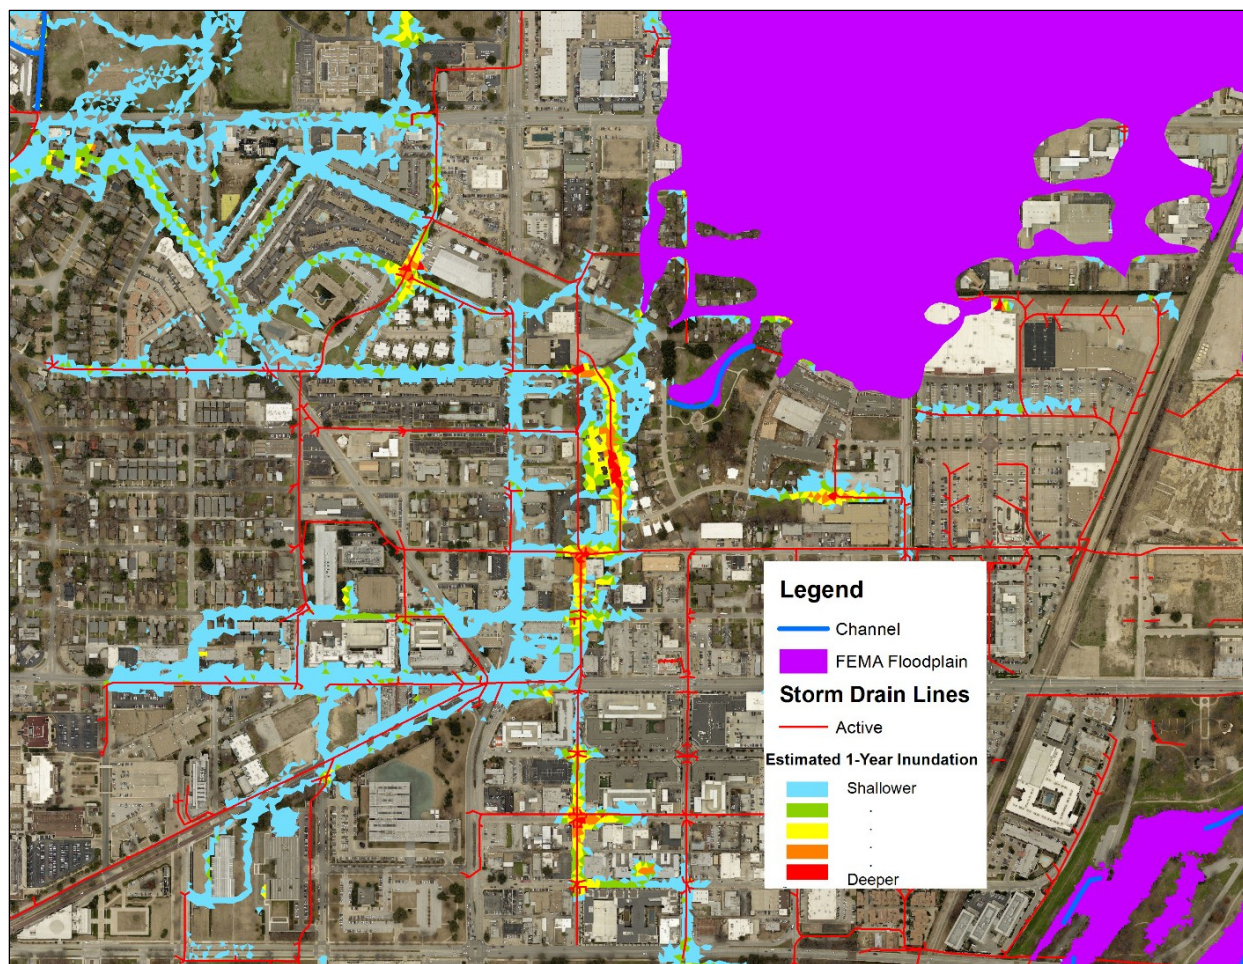 Legend
Channel
FEMA Floodplain
Storm Drain Lines
Active
Estimated 1-Year Inundation
Shallower
.
.
.
Deeper